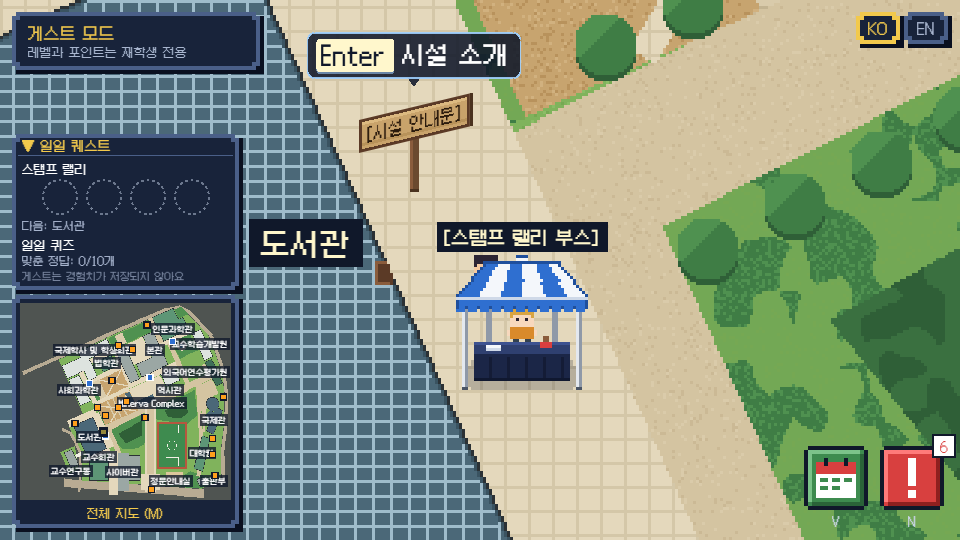 게스트 모드
레벨과 포인트는 재학생 전용
Enter 시설 소개
KO
EN
[시설 안내문]
▼ 일일 퀘스트
스탬프 랠리
다음: 도서관
일일 퀴즈
맞춘 정답: 0/10개
게스트는 경험치가 저장되지 않아요
도서관
[스탬프 랠리 부스]
인문과학관
국제학사 및 학생회관
본관
교수학습개발원
법학관
외국어연수평가원
사회과학관
역사관
Minerva Complex
국제관
도서관
교수회관
대학원
교수연구동
사이버관
정문안내실
출판부
전체 지도 (M)
6
V
N